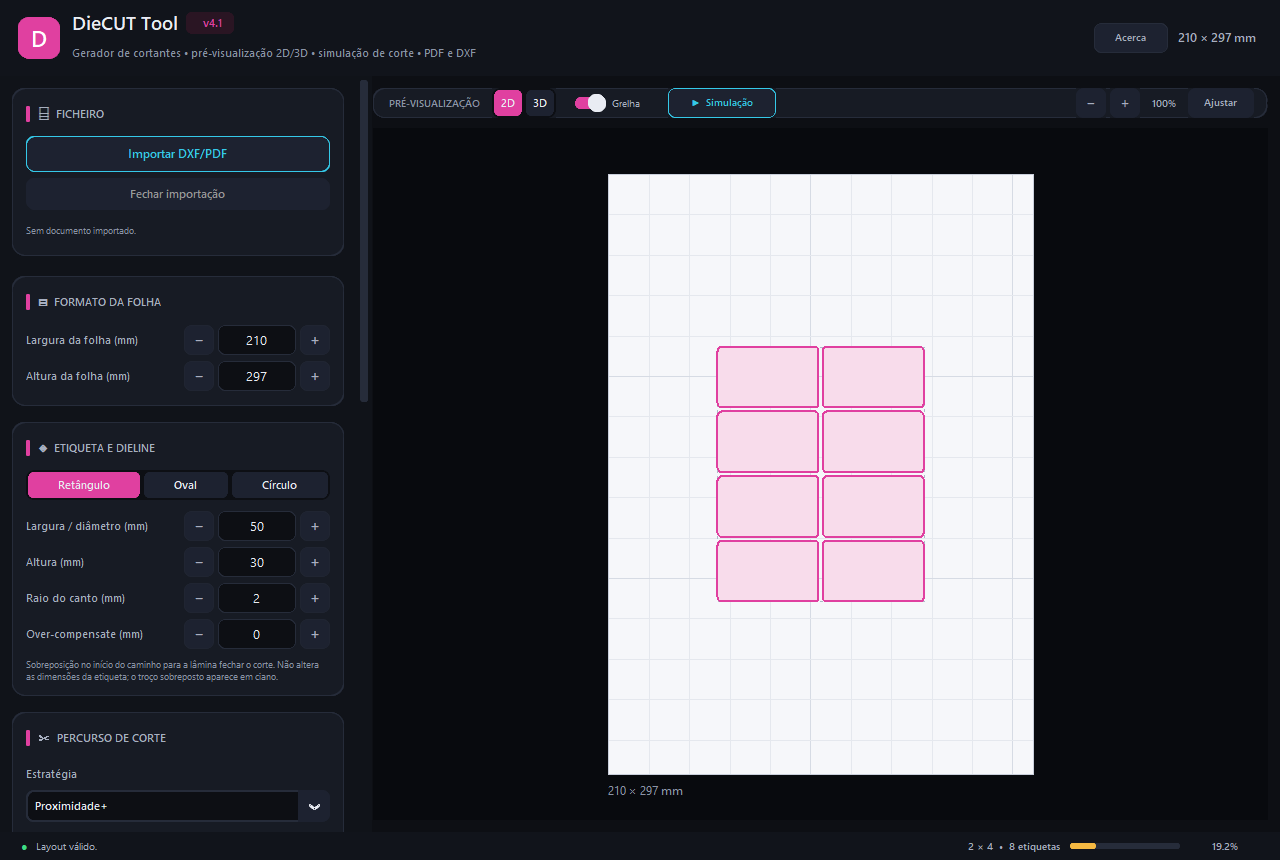 D
DieCUT Tool v4.1
Gerador de cortantes • pré-visualização 2D/3D • simulação de corte • PDF e DXF
Acerca
210 × 297 mm
FICHEIRO
Importar DXF/PDF
Fechar importação
Sem documento importado.
FORMATO DA FOLHA
Largura da folha (mm) − 210 +
Altura da folha (mm) − 297 +
ETIQUETA E DIELINE
Retângulo Oval Círculo
Largura / diâmetro (mm) − 50 +
Altura (mm) − 30 +
Raio do canto (mm) − 2 +
Over-compensate (mm) − 0 +
Sobreposição no início do caminho para a lâmina fechar o corte. Não altera
as dimensões da etiqueta; o troço sobreposto aparece em ciano.
PERCURSO DE CORTE
Estratégia
Proximidade+
PRÉ-VISUALIZAÇÃO 2D 3D Grelha Simulação − + 100% Ajustar
210 × 297 mm
Layout válido.
2 × 4 • 8 etiquetas 19.2%